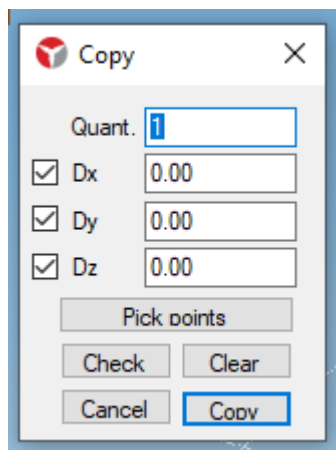 Copy
Quant. 1
Dx 0.00
Dy 0.00
Dz 0.00
Pick points
Check Clear
Cancel Copy